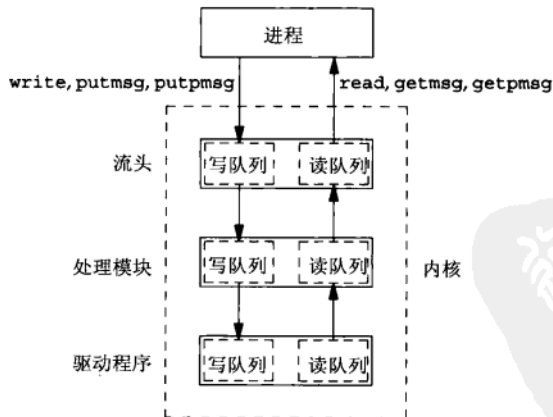 进程
write, putmsg, putpmsg
read, getmsg, getpmsg
流头
写队列
读队列
处理模块
写队列
读队列
内核
驱动程序
写队列
读队列